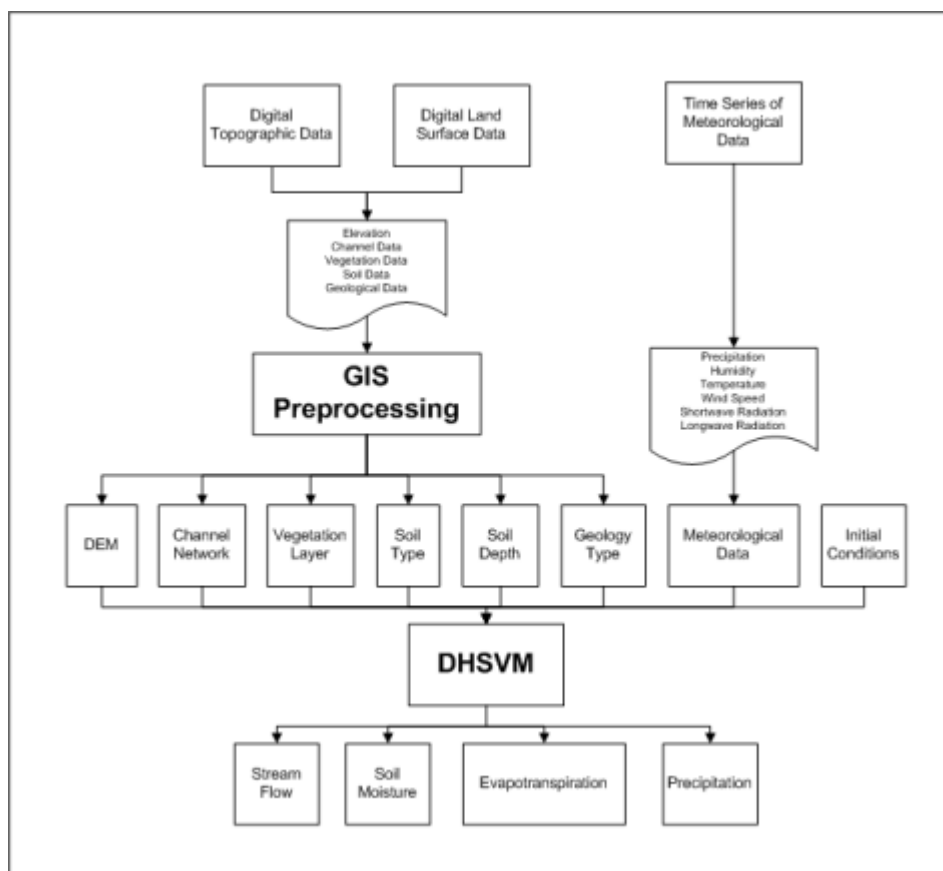 Digital
Topographic Data
Digital Land
Surface Data
Time Series of
Meteorological
Data
Elevation
Channel Data
Vegetation Data
Soil Data
Geological Data
Precipitation
Humidity
Temperature
Wind Speed
Shortwave Radiation
Longwave Radiation
GIS
Preprocessing
DEM
Channel
Network
Vegetation
Layer
Soil
Type
Soil
Depth
Geology
Type
Meteorological
Data
Initial
Conditions
DHSVM
Stream
Flow
Soil
Moisture
Evapotranspiration
Precipitation